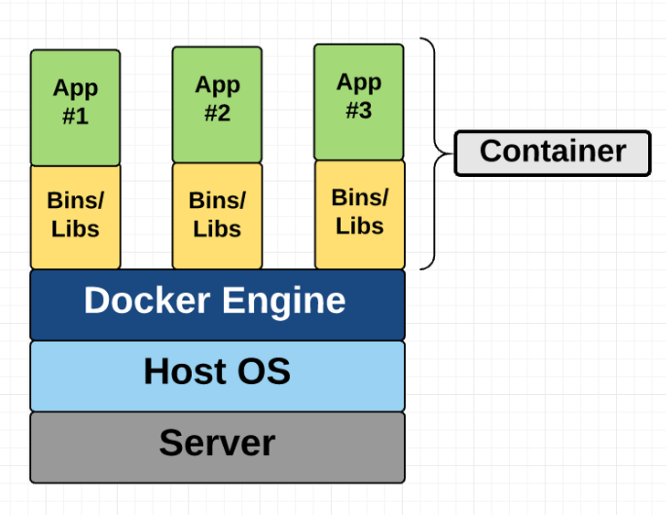 App
#1
App
#2
App
#3
Container
Bins/
Libs
Bins/
Libs
Bins/
Libs
Docker Engine
Host OS
Server